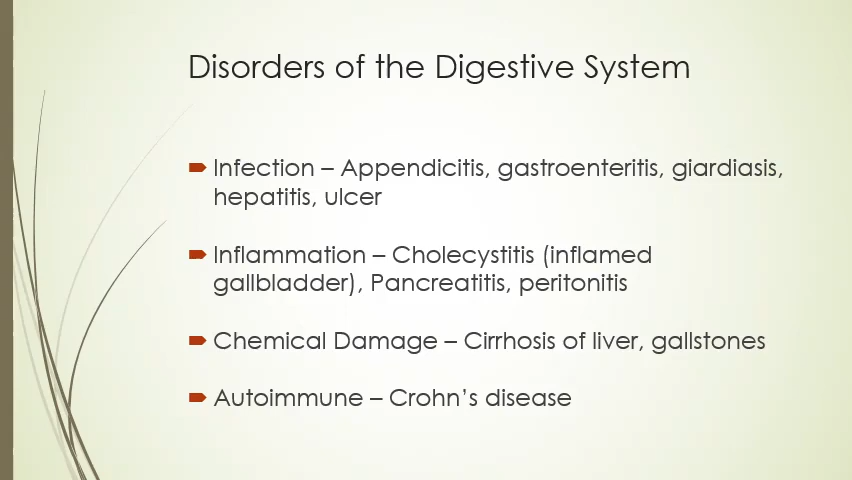 Disorders of the Digestive System
Infection – Appendicitis, gastroenteritis, giardiasis,
hepatitis, ulcer
Inflammation – Cholecystitis (inflamed
gallbladder), Pancreatitis, peritonitis
Chemical Damage – Cirrhosis of liver, gallstones
Autoimmune – Crohn’s disease